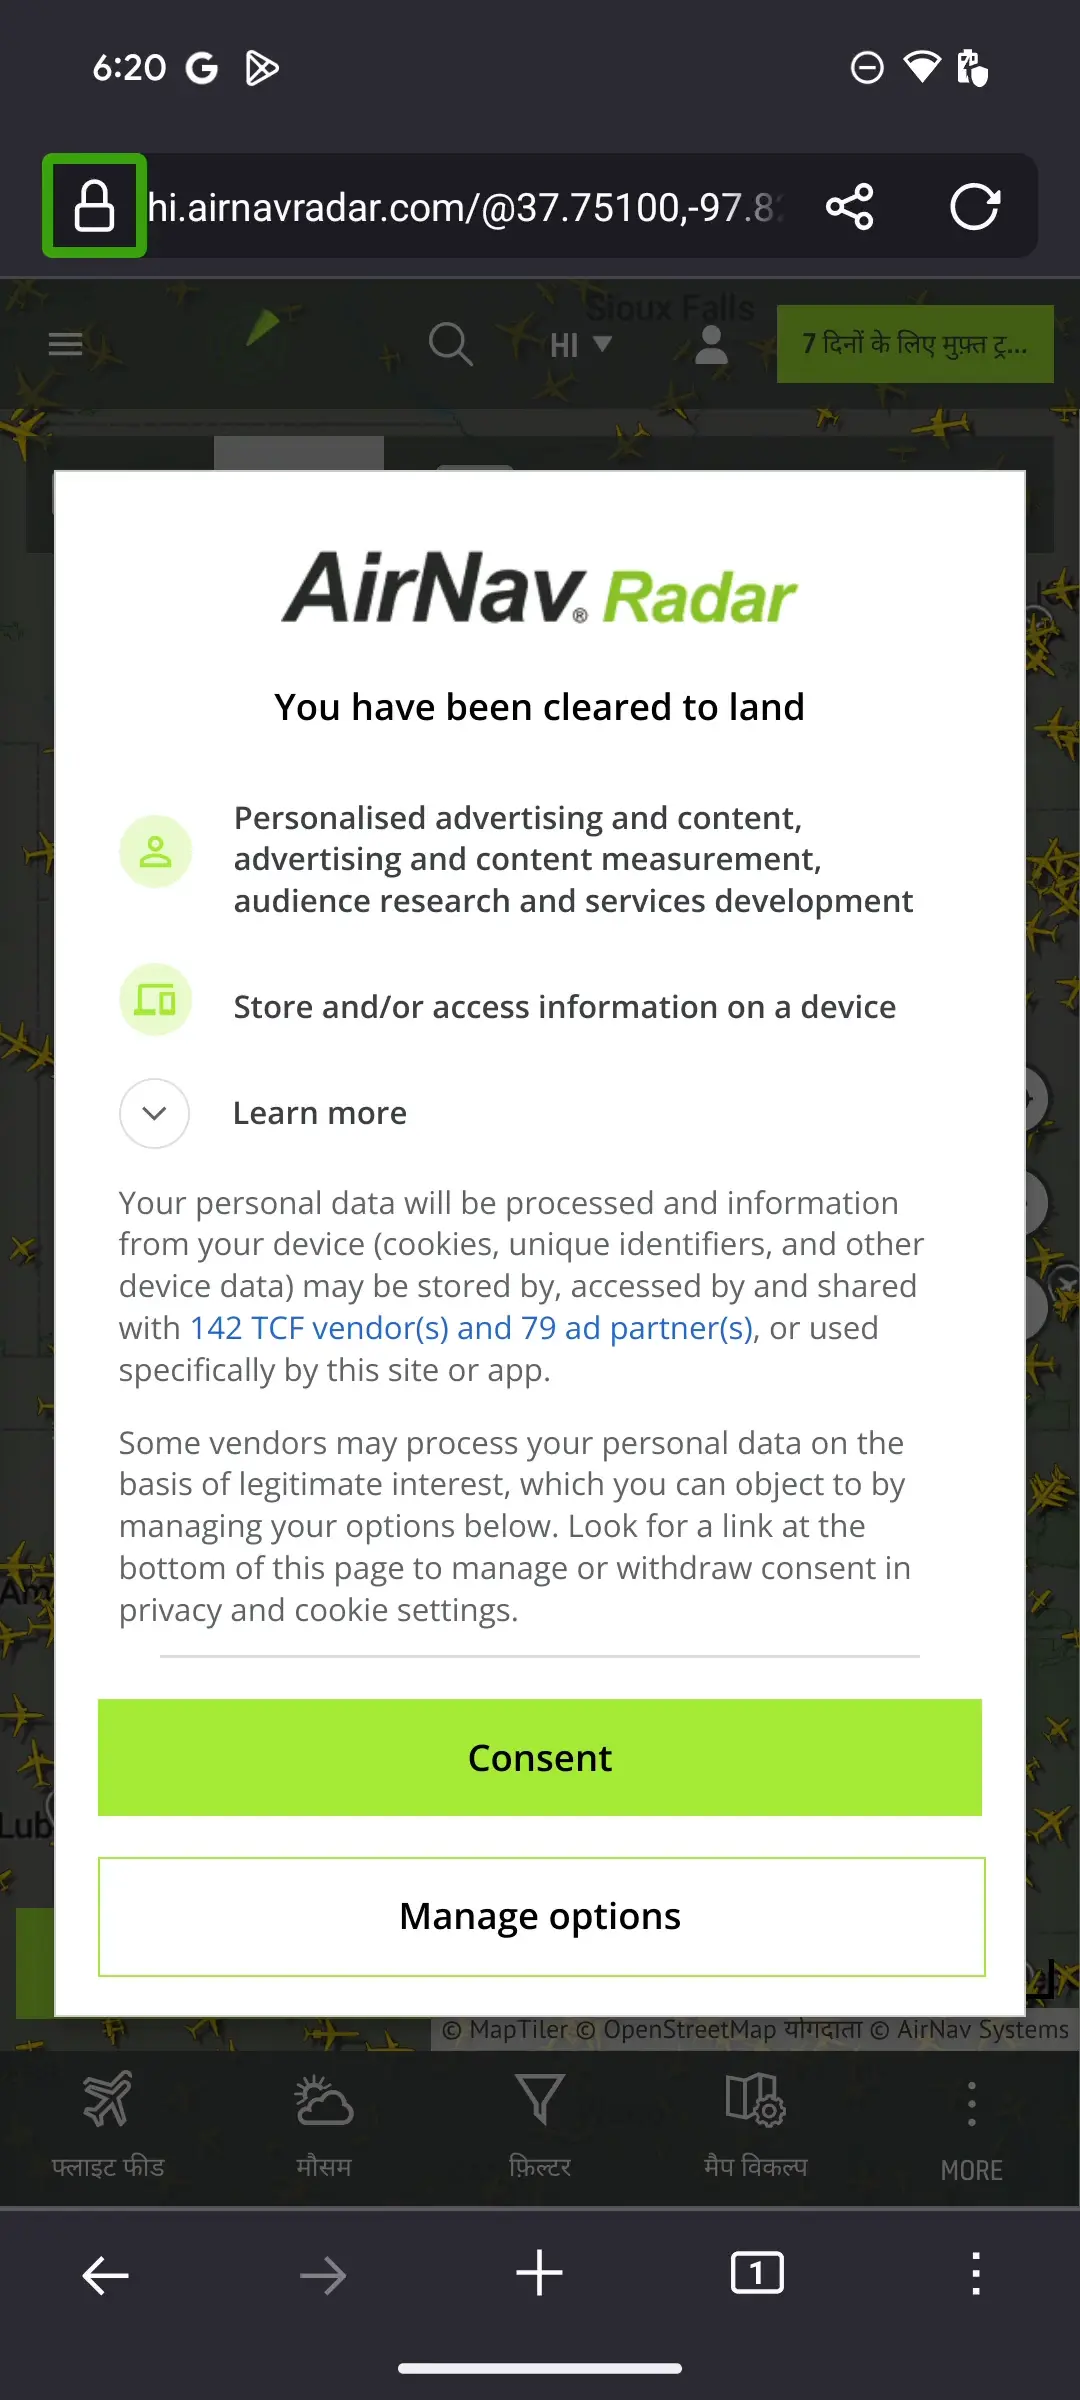 6:20
hi.airnavradar.com/@37.75100,-97.8
Sioux Falls
HI
7 दिनों के लिए मुफ़्त ट्र...
AirNav® Radar
You have been cleared to land
Personalised advertising and content,
advertising and content measurement,
audience research and services development
Store and/or access information on a device
Learn more
Your personal data will be processed and information
from your device (cookies, unique identifiers, and other
device data) may be stored by, accessed by and shared
with 142 TCF vendor(s) and 79 ad partner(s), or used
specifically by this site or app.
Some vendors may process your personal data on the
basis of legitimate interest, which you can object to by
managing your options below. Look for a link at the
bottom of this page to manage or withdraw consent in
privacy and cookie settings.
Am
Consent
Lub
Manage options
© MapTiler © OpenStreetMap योगदाता © AirNav Systems
फ्लाइट फीड
मौसम
फ़िल्टर
मैप विकल्प
MORE
1